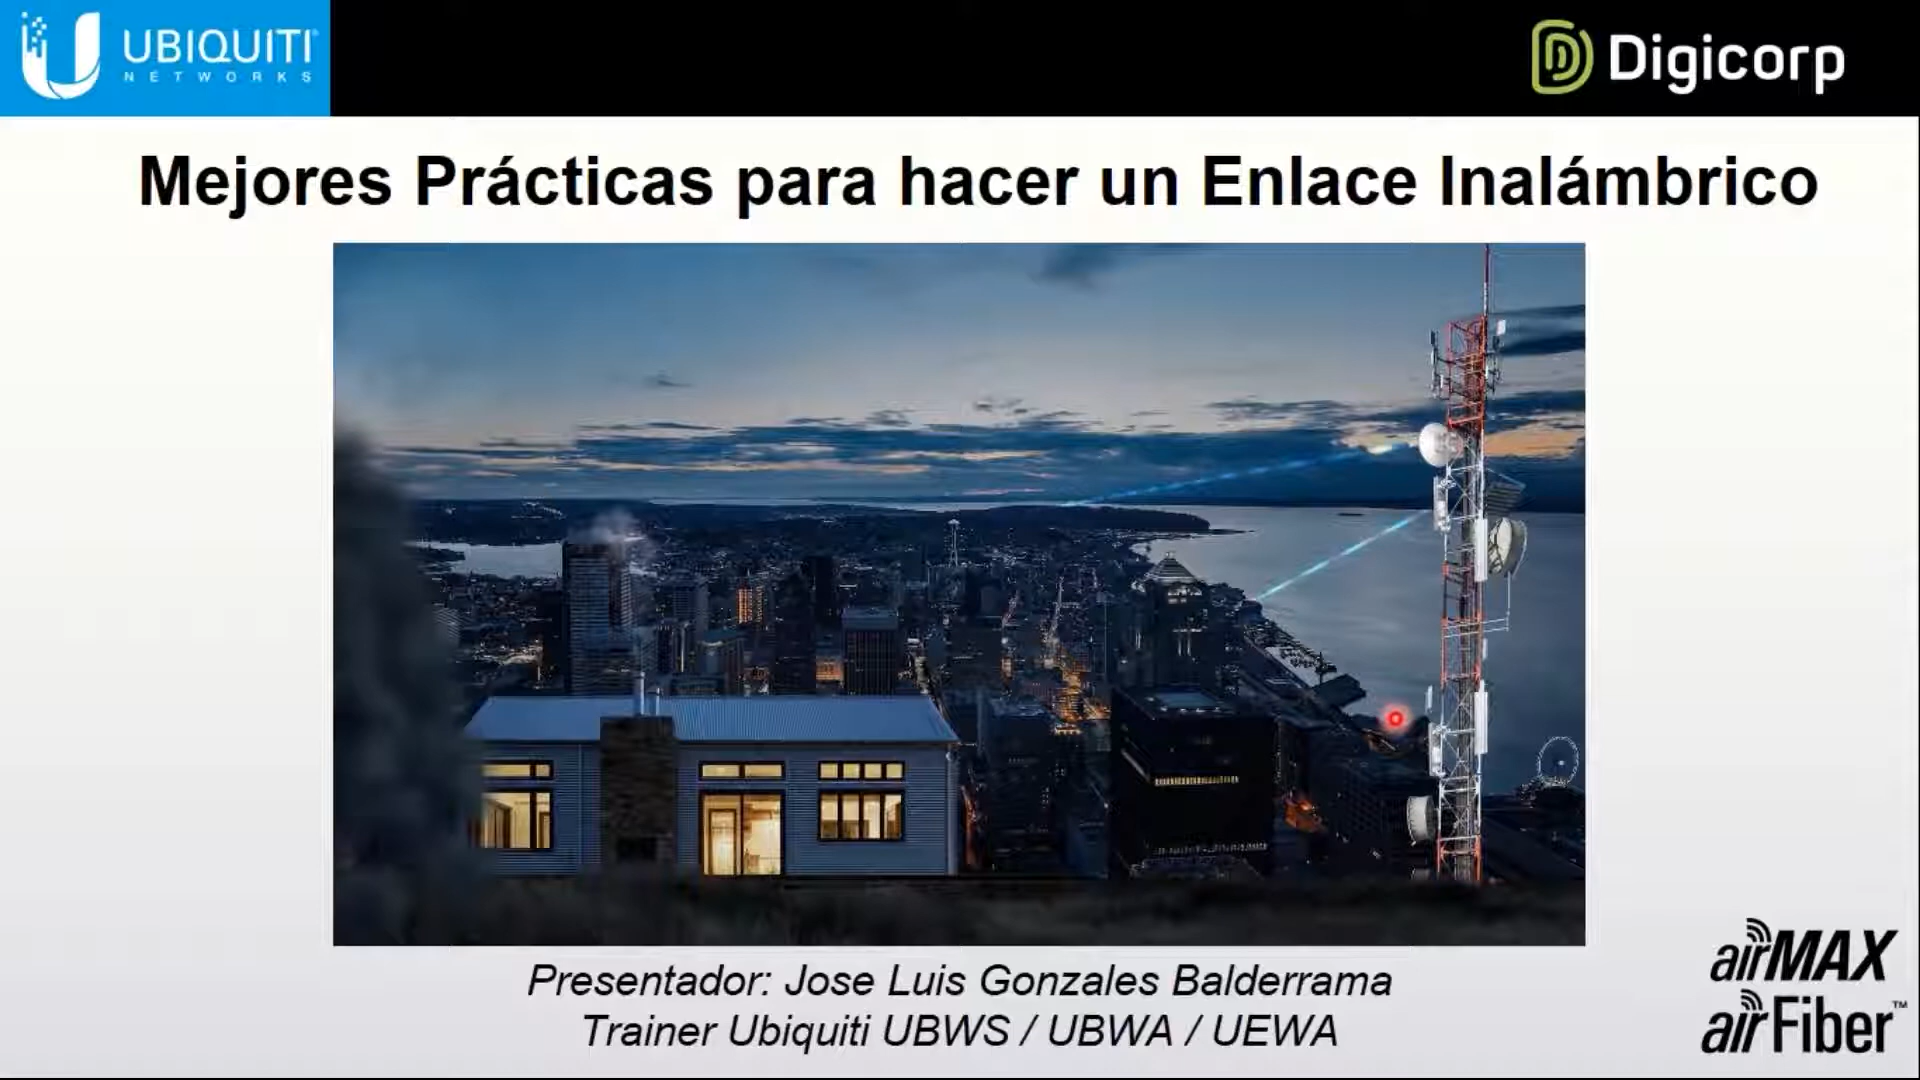 UBIQUITI
NETWORKS
Digicorp
Mejores Prácticas para hacer un Enlace Inalámbrico
Presentador: Jose Luis Gonzales Balderrama
Trainer Ubiquiti UBWS / UBWA / UEWA
airMAX
airFiber™